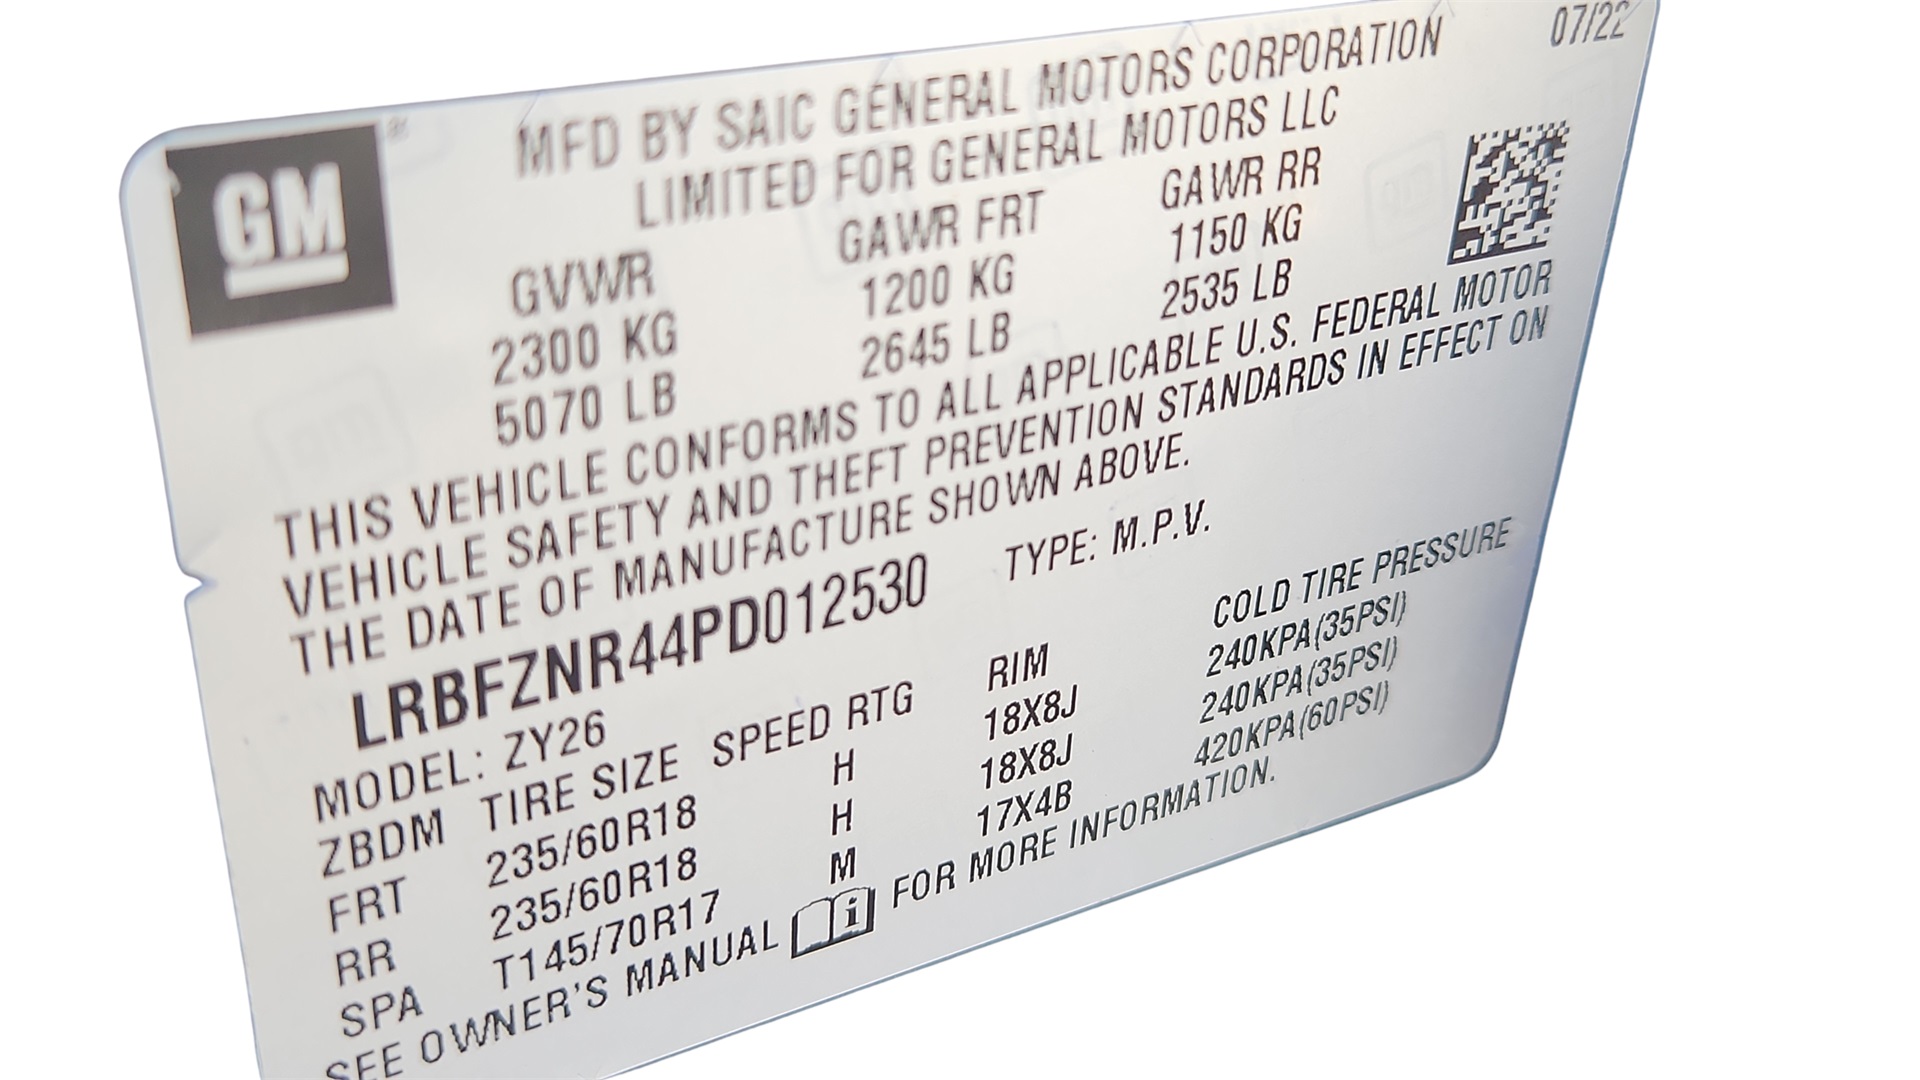 07/22
GM
MFD BY SAIC GENERAL MOTORS CORPORATION
LIMITED FOR GENERAL MOTORS LLC
GVWR GAWR FRT GAWR RR
2300 KG 1200 KG 1150 KG
5070 LB 2645 LB 2535 LB
THIS VEHICLE CONFORMS TO ALL APPLICABLE U.S. FEDERAL MOTOR
VEHICLE SAFETY AND THEFT PREVENTION STANDARDS IN EFFECT ON
THE DATE OF MANUFACTURE SHOWN ABOVE.
LRBFZNR44PD012530 TYPE: M.P.V.
MODEL: ZY26
ZBDM TIRE SIZE SPEED RTG RIM COLD TIRE PRESSURE
FRT 235/60R18 H 18X8J 240KPA(35PSI)
RR 235/60R18 H 18X8J 240KPA(35PSI)
SPA T145/70R17 M 17X4B 420KPA(60PSI)
SEE OWNER'S MANUAL i FOR MORE INFORMATION.